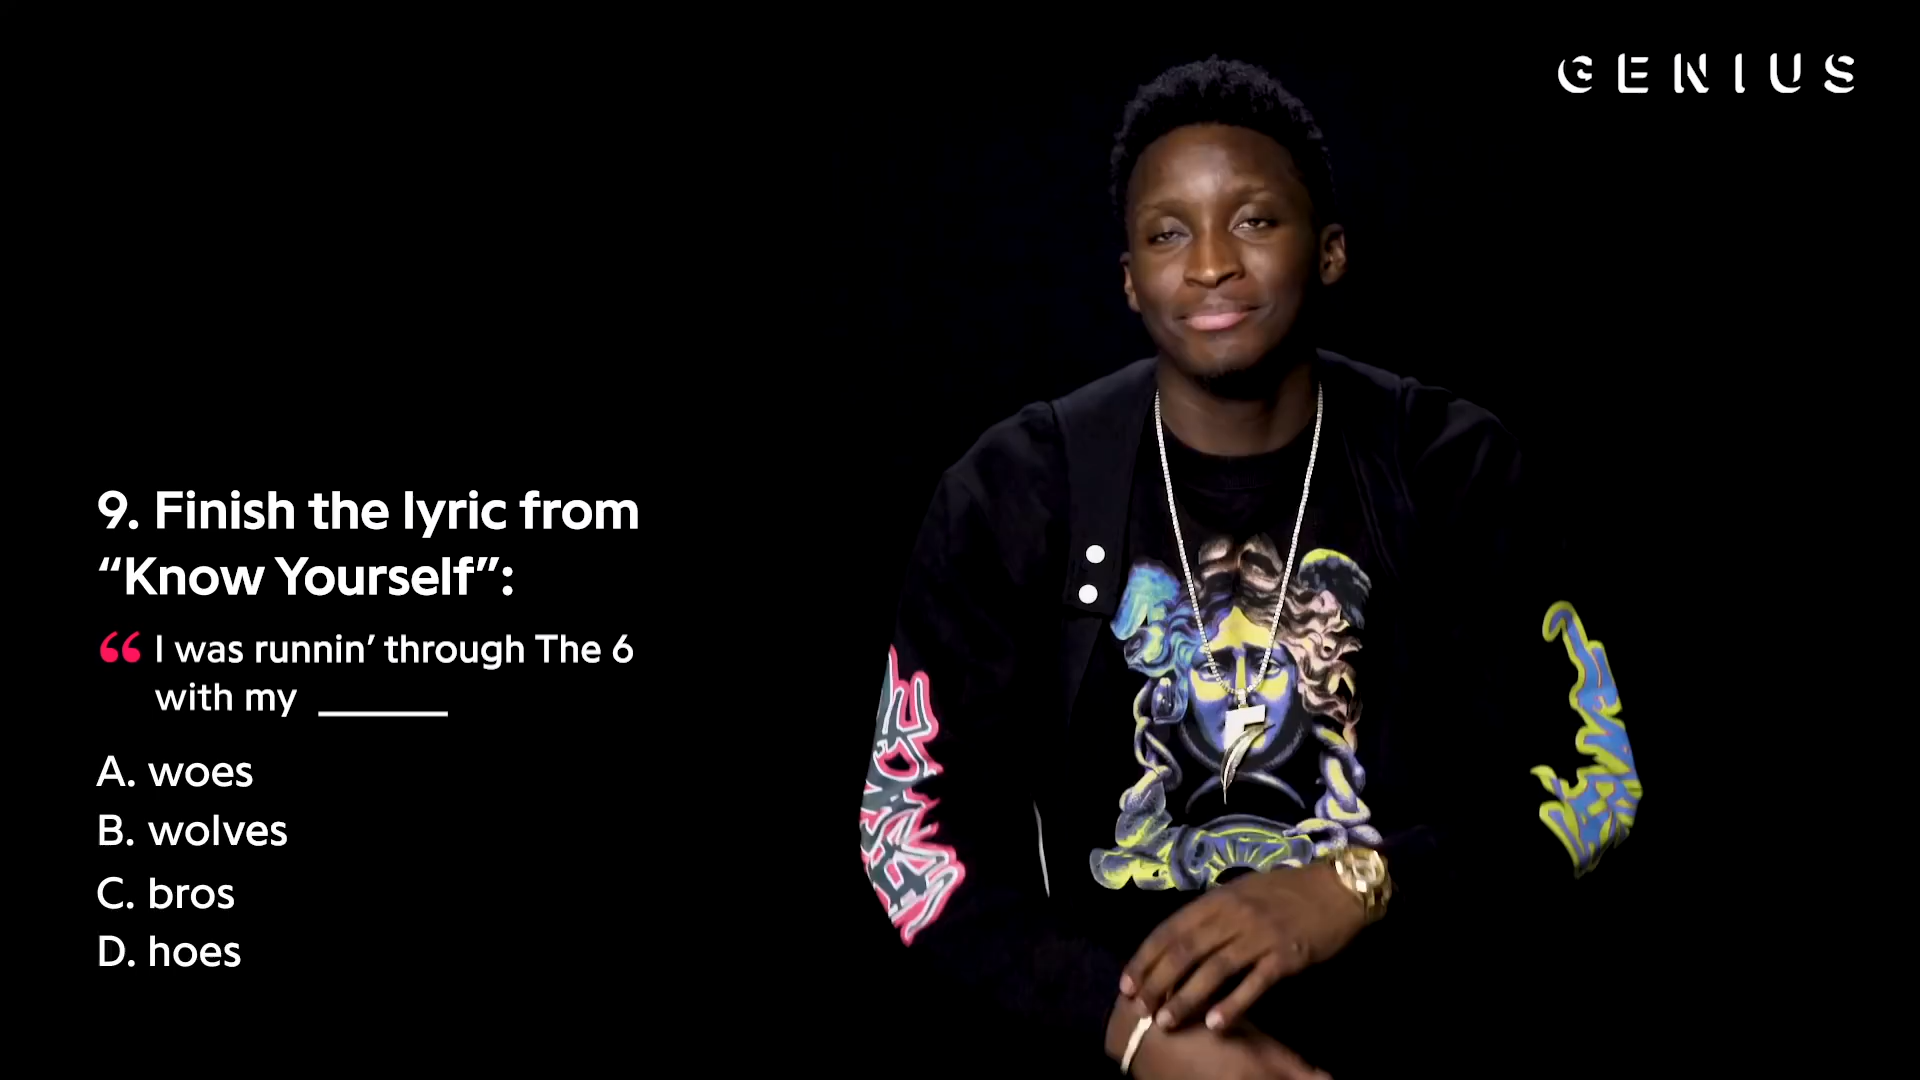 GENIUS
9. Finish the lyric from
“Know Yourself”:
“ I was runnin’ through The 6
with my ______
A. woes
B. wolves
C. bros
D. hoes